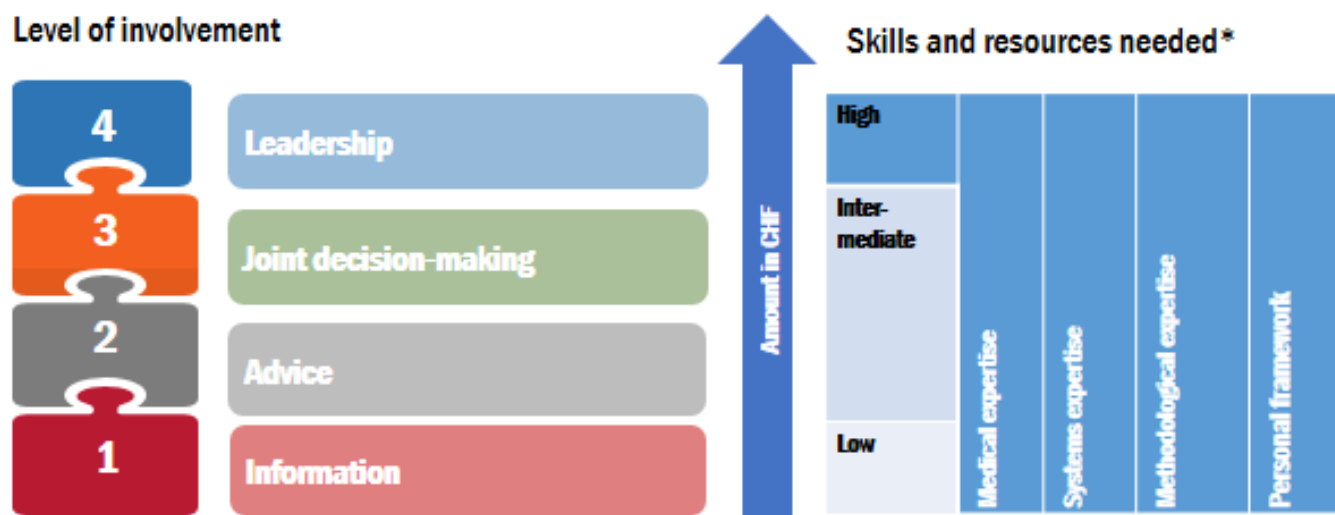 Level of involvement
Skills and resources needed*
4
Leadership
3
Joint decision-making
2
Advice
1
Information
Amount in CHF
High
Inter-
mediate
Low
Medical expertise
Systems expertise
Methodological expertise
Personal framework